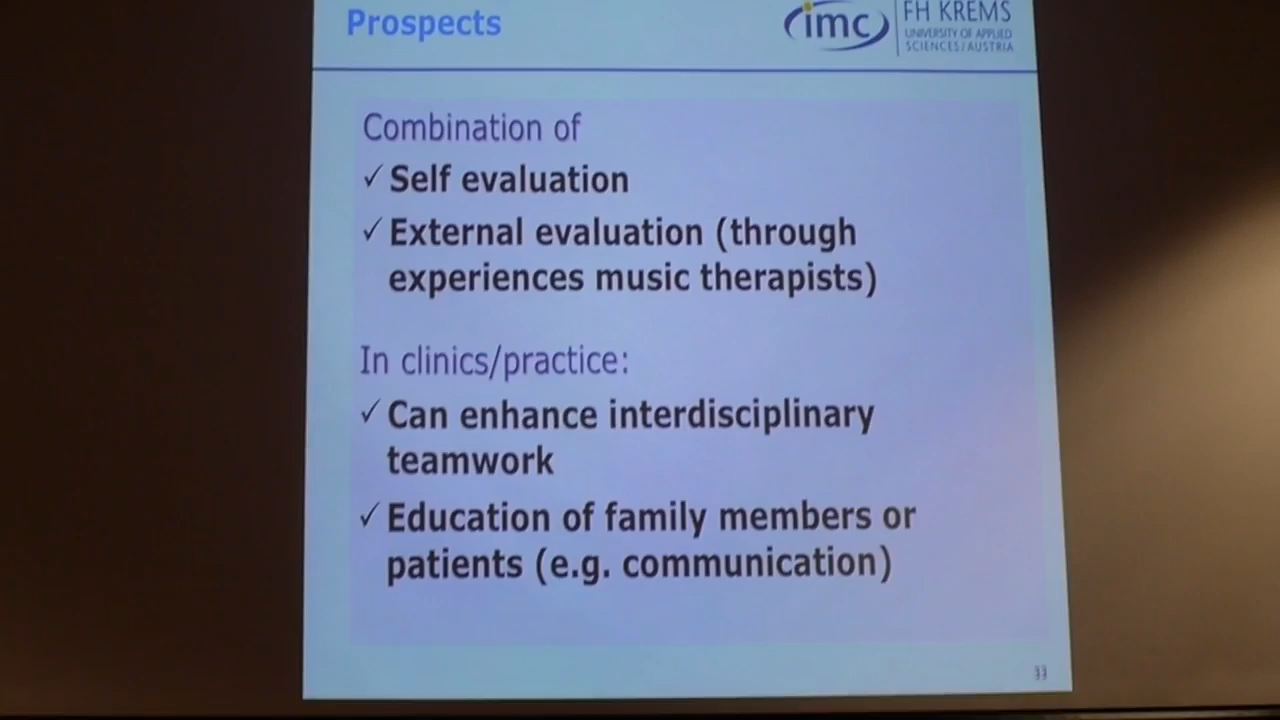 Prospects
imc
FH KREMS
UNIVERSITY OF APPLIED
SCIENCES/AUSTRIA
Combination of
✓ Self evaluation
✓ External evaluation (through
experiences music therapists)
In clinics/practice:
✓ Can enhance interdisciplinary
teamwork
✓ Education of family members or
patients (e.g. communication)
33